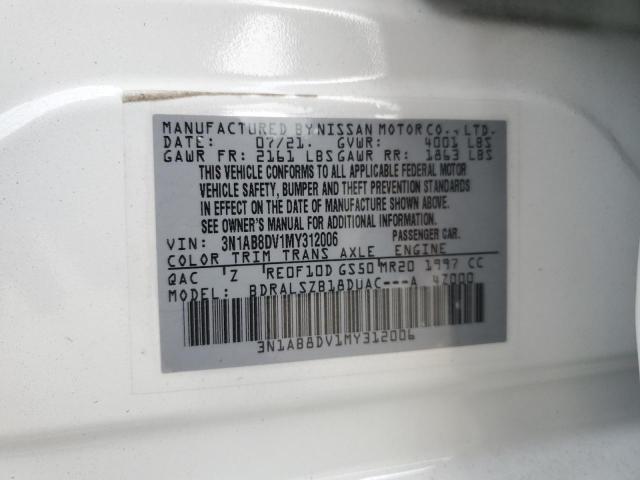 MANUFACTURED BY NISSAN MOTOR CO., LTD.
DATE: 07/21. GVWR: 4001 LBS
GAWR FR: 2161 LBS GAWR RR: 1863 LBS
THIS VEHICLE CONFORMS TO ALL APPLICABLE FEDERAL MOTOR
VEHICLE SAFETY, BUMPER AND THEFT PREVENTION STANDARDS
IN EFFECT ON THE DATE OF MANUFACTURE SHOWN ABOVE.
SEE OWNER'S MANUAL FOR ADDITIONAL INFORMATION.
VIN: 3N1AB8DV1MY312006 PASSENGER CAR.
COLOR TRIM TRANS AXLE ENGINE
QAC Z RE0F10D GS50 MR20 1997 CC
MODEL: BDRALSZB18DUAC---A 4Z000
3N1AB8DV1MY312006